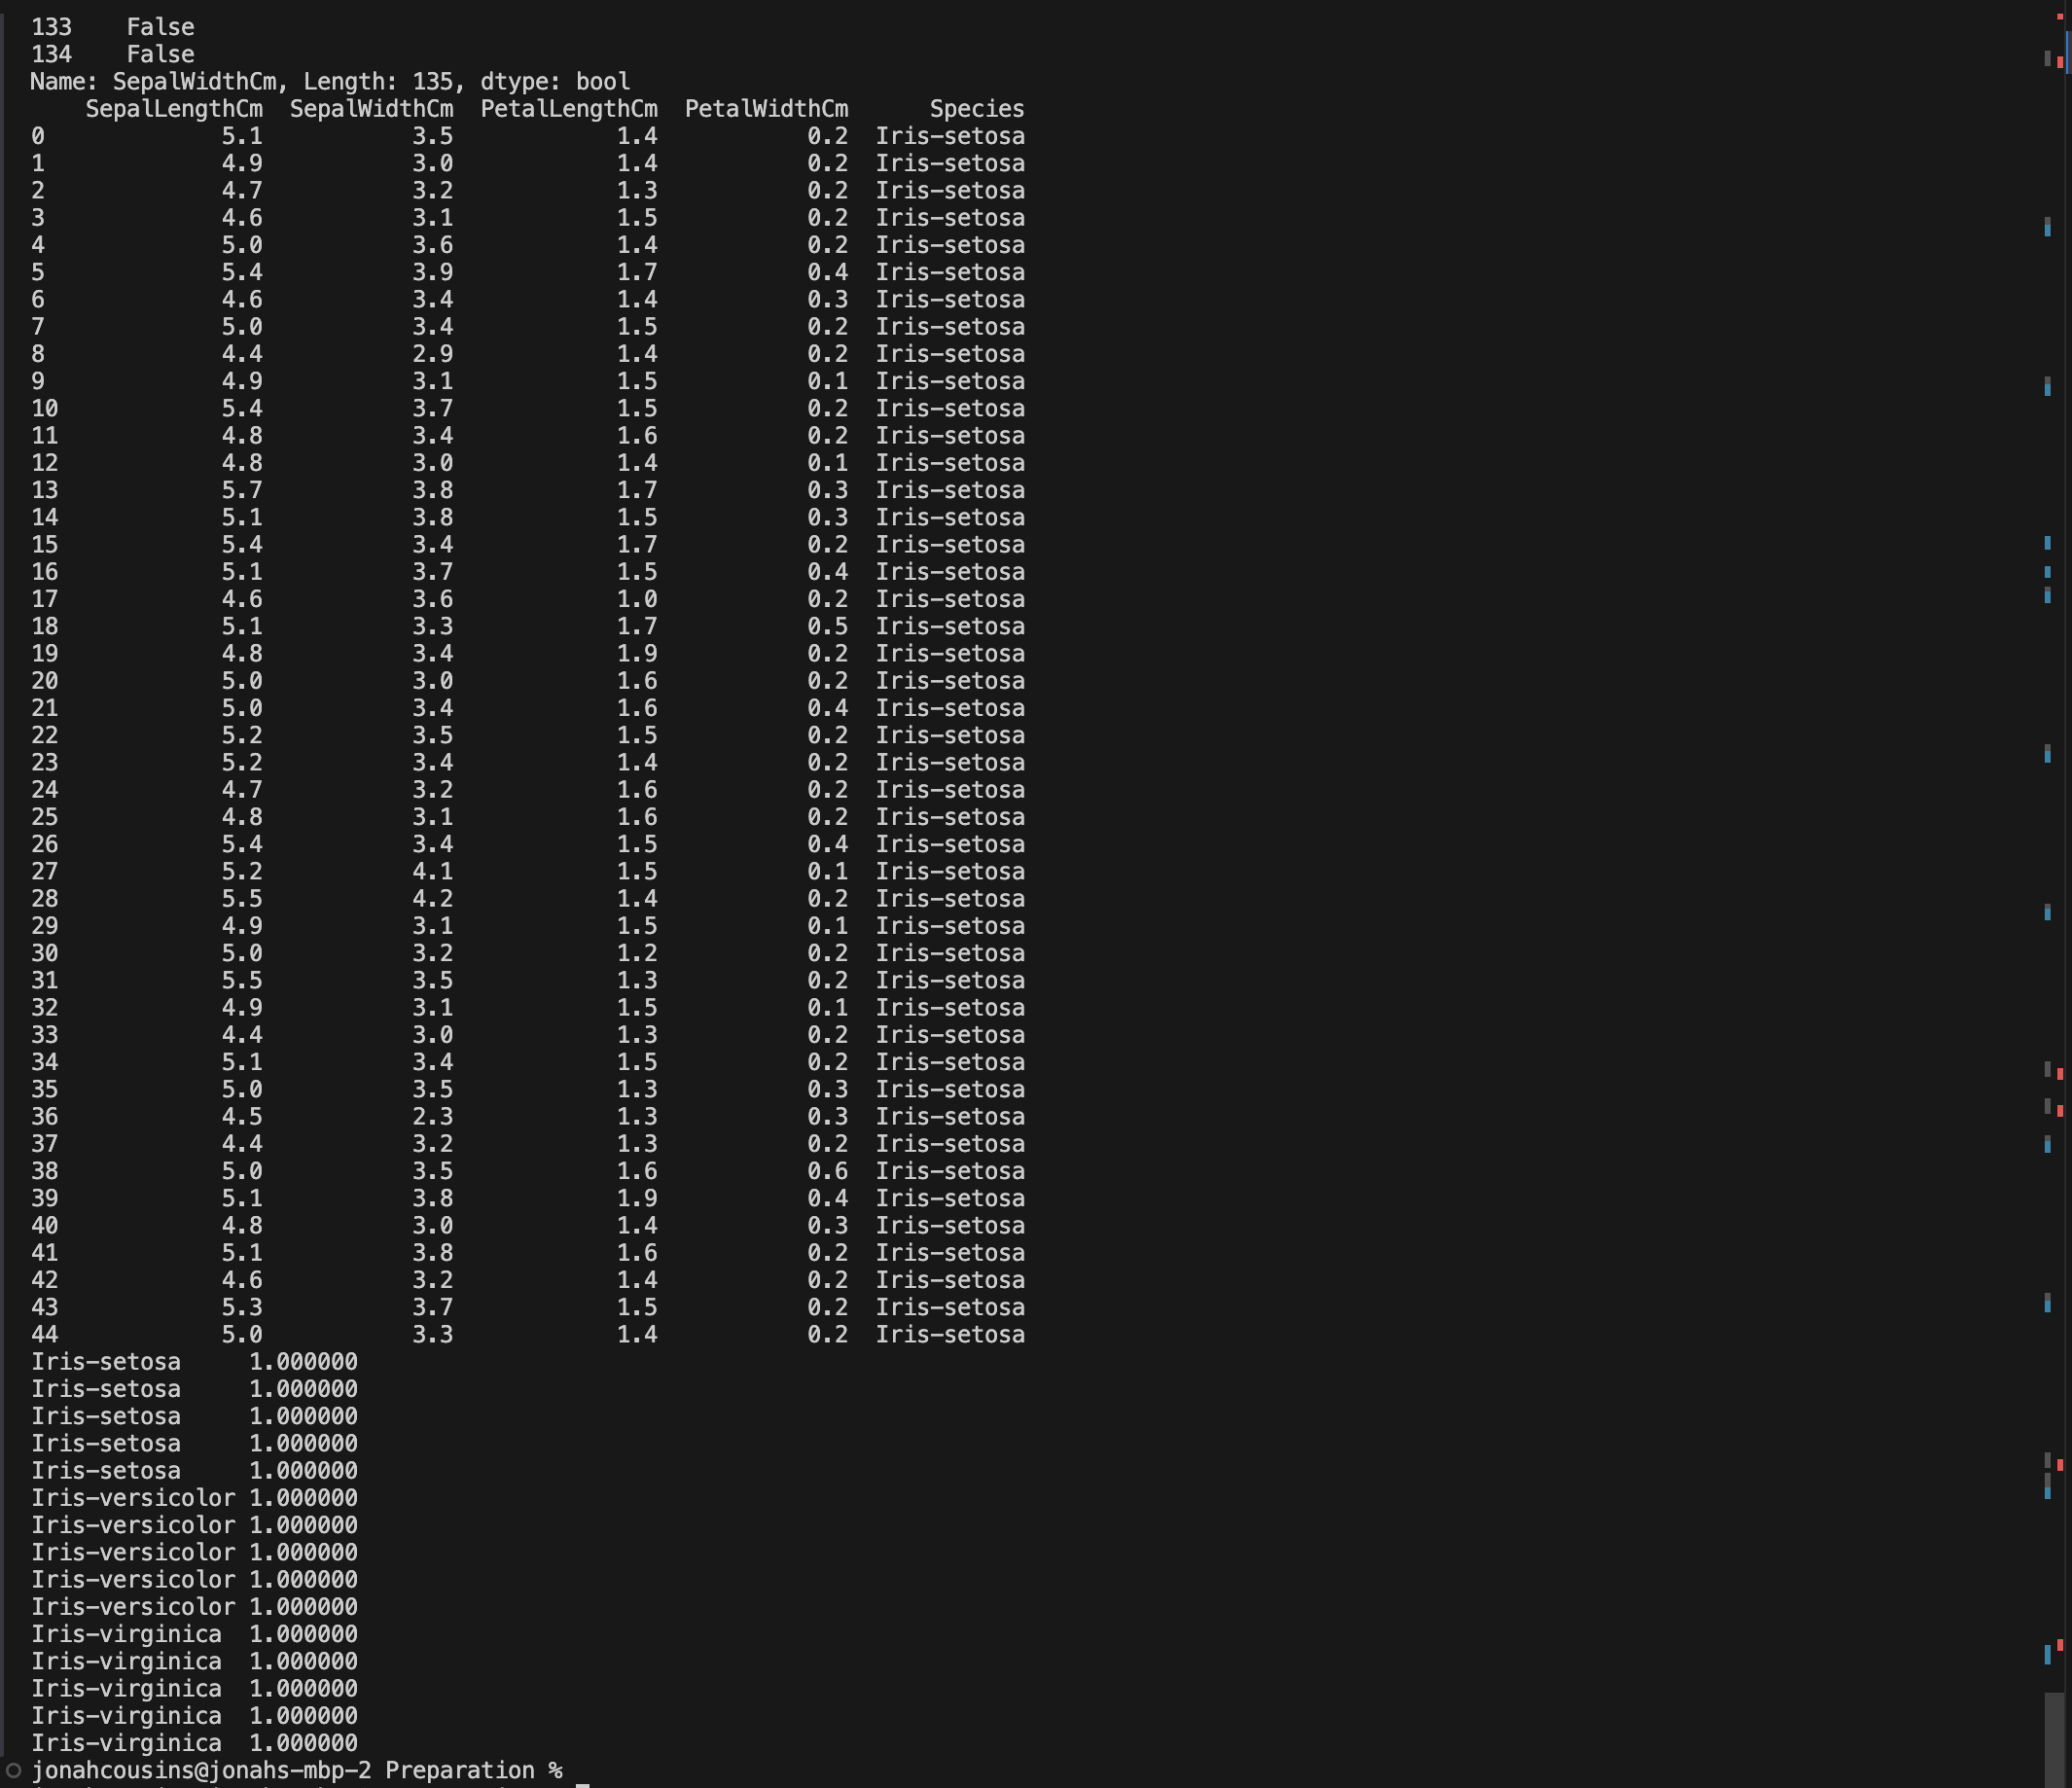 133    False
134    False
Name: SepalWidthCm, Length: 135, dtype: bool
    SepalLengthCm  SepalWidthCm  PetalLengthCm  PetalWidthCm      Species
0             5.1           3.5            1.4           0.2  Iris-setosa
1             4.9           3.0            1.4           0.2  Iris-setosa
2             4.7           3.2            1.3           0.2  Iris-setosa
3             4.6           3.1            1.5           0.2  Iris-setosa
4             5.0           3.6            1.4           0.2  Iris-setosa
5             5.4           3.9            1.7           0.4  Iris-setosa
6             4.6           3.4            1.4           0.3  Iris-setosa
7             5.0           3.4            1.5           0.2  Iris-setosa
8             4.4           2.9            1.4           0.2  Iris-setosa
9             4.9           3.1            1.5           0.1  Iris-setosa
10            5.4           3.7            1.5           0.2  Iris-setosa
11            4.8           3.4            1.6           0.2  Iris-setosa
12            4.8           3.0            1.4           0.1  Iris-setosa
13            5.7           3.8            1.7           0.3  Iris-setosa
14            5.1           3.8            1.5           0.3  Iris-setosa
15            5.4           3.4            1.7           0.2  Iris-setosa
16            5.1           3.7            1.5           0.4  Iris-setosa
17            4.6           3.6            1.0           0.2  Iris-setosa
18            5.1           3.3            1.7           0.5  Iris-setosa
19            4.8           3.4            1.9           0.2  Iris-setosa
20            5.0           3.0            1.6           0.2  Iris-setosa
21            5.0           3.4            1.6           0.4  Iris-setosa
22            5.2           3.5            1.5           0.2  Iris-setosa
23            5.2           3.4            1.4           0.2  Iris-setosa
24            4.7           3.2            1.6           0.2  Iris-setosa
25            4.8           3.1            1.6           0.2  Iris-setosa
26            5.4           3.4            1.5           0.4  Iris-setosa
27            5.2           4.1            1.5           0.1  Iris-setosa
28            5.5           4.2            1.4           0.2  Iris-setosa
29            4.9           3.1            1.5           0.1  Iris-setosa
30            5.0           3.2            1.2           0.2  Iris-setosa
31            5.5           3.5            1.3           0.2  Iris-setosa
32            4.9           3.1            1.5           0.1  Iris-setosa
33            4.4           3.0            1.3           0.2  Iris-setosa
34            5.1           3.4            1.5           0.2  Iris-setosa
35            5.0           3.5            1.3           0.3  Iris-setosa
36            4.5           2.3            1.3           0.3  Iris-setosa
37            4.4           3.2            1.3           0.2  Iris-setosa
38            5.0           3.5            1.6           0.6  Iris-setosa
39            5.1           3.8            1.9           0.4  Iris-setosa
40            4.8           3.0            1.4           0.3  Iris-setosa
41            5.1           3.8            1.6           0.2  Iris-setosa
42            4.6           3.2            1.4           0.2  Iris-setosa
43            5.3           3.7            1.5           0.2  Iris-setosa
44            5.0           3.3            1.4           0.2  Iris-setosa
Iris-setosa     1.000000
Iris-setosa     1.000000
Iris-setosa     1.000000
Iris-setosa     1.000000
Iris-setosa     1.000000
Iris-versicolor 1.000000
Iris-versicolor 1.000000
Iris-versicolor 1.000000
Iris-versicolor 1.000000
Iris-versicolor 1.000000
Iris-virginica  1.000000
Iris-virginica  1.000000
Iris-virginica  1.000000
Iris-virginica  1.000000
Iris-virginica  1.000000
jonahcousins@jonahs-mbp-2 Preparation %